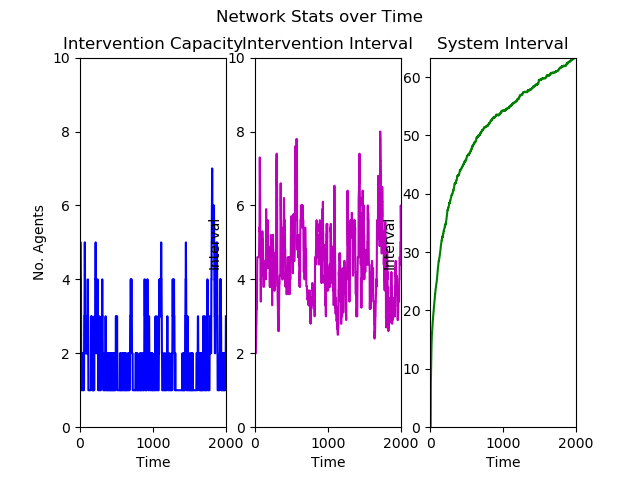 Network Stats over Time
Intervention Capacity
Intervention Interval
System Interval
No. Agents
10
8
6
4
2
0
0
1000
2000
Time
Interval
10
8
6
4
2
0
0
1000
2000
Time
Interval
60
50
40
30
20
10
0
0
1000
2000
Time